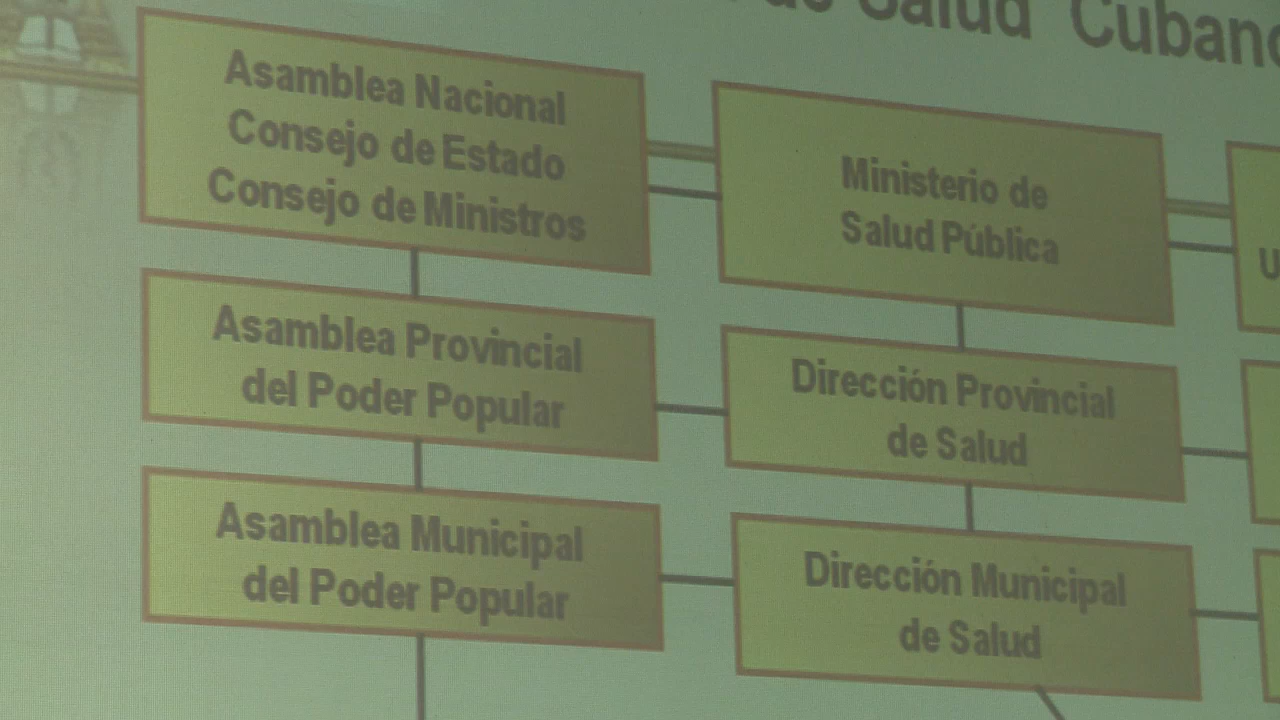 de Salud Cubano
Asamblea Nacional
Consejo de Estado
Consejo de Ministros
Ministerio de
Salud Pública
Asamblea Provincial
del Poder Popular
Dirección Provincial
de Salud
Asamblea Municipal
del Poder Popular
Dirección Municipal
de Salud